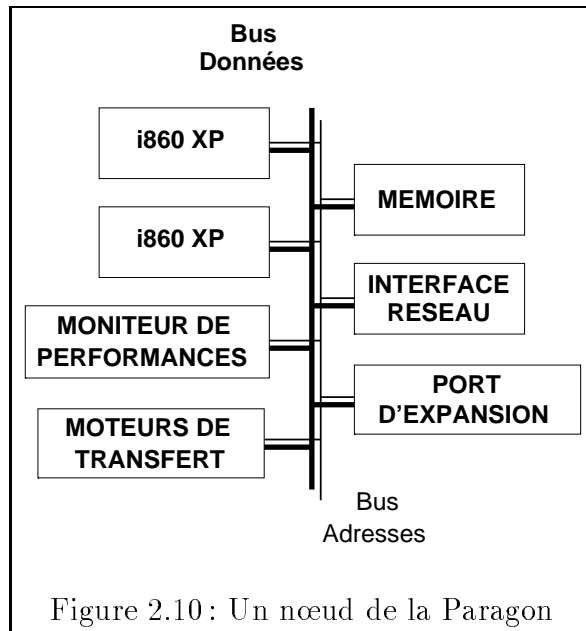 Bus
Données
i860 XP
i860 XP
MONITEUR DE
PERFORMANCES
MOTEURS DE
TRANSFERT
MEMOIRE
INTERFACE
RESEAU
PORT
D'EXPANSION
Bus
Adresses
Figure 2.10 : Un nœud de la Paragon